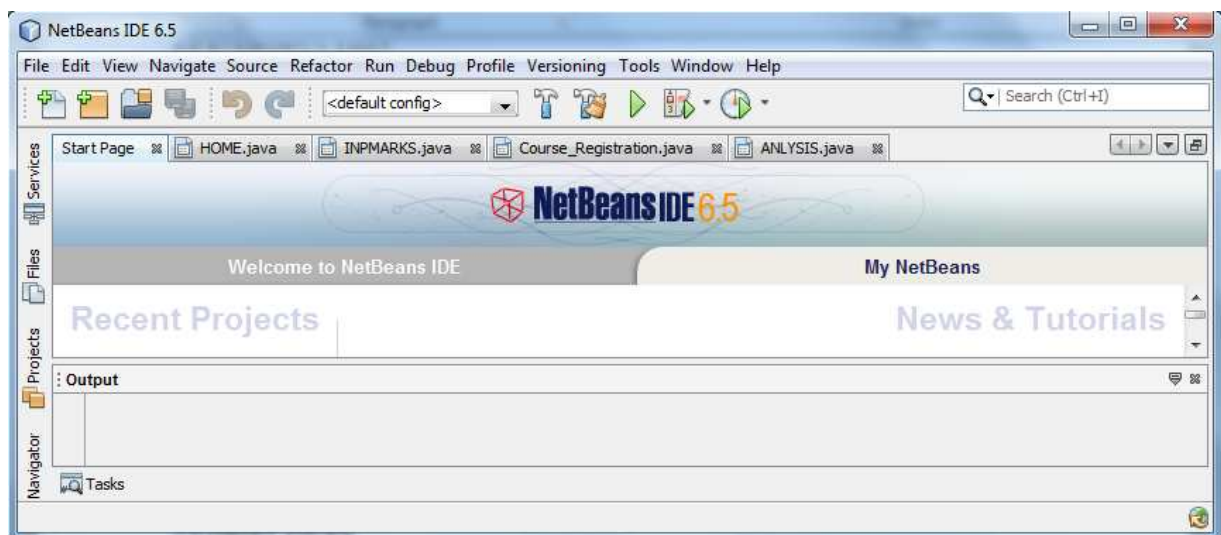 NetBeans IDE 6.5
File Edit View Navigate Source Refactor Run Debug Profile Versioning Tools Window Help
<default config>
Search (Ctrl+I)
Start Page HOME.java INPMARKS.java Course_Registration.java ANLYSIS.java
Services
Files
Projects
Navigator
NetBeans IDE 6.5
Welcome to NetBeans IDE My NetBeans
Recent Projects News & Tutorials
Output
Tasks